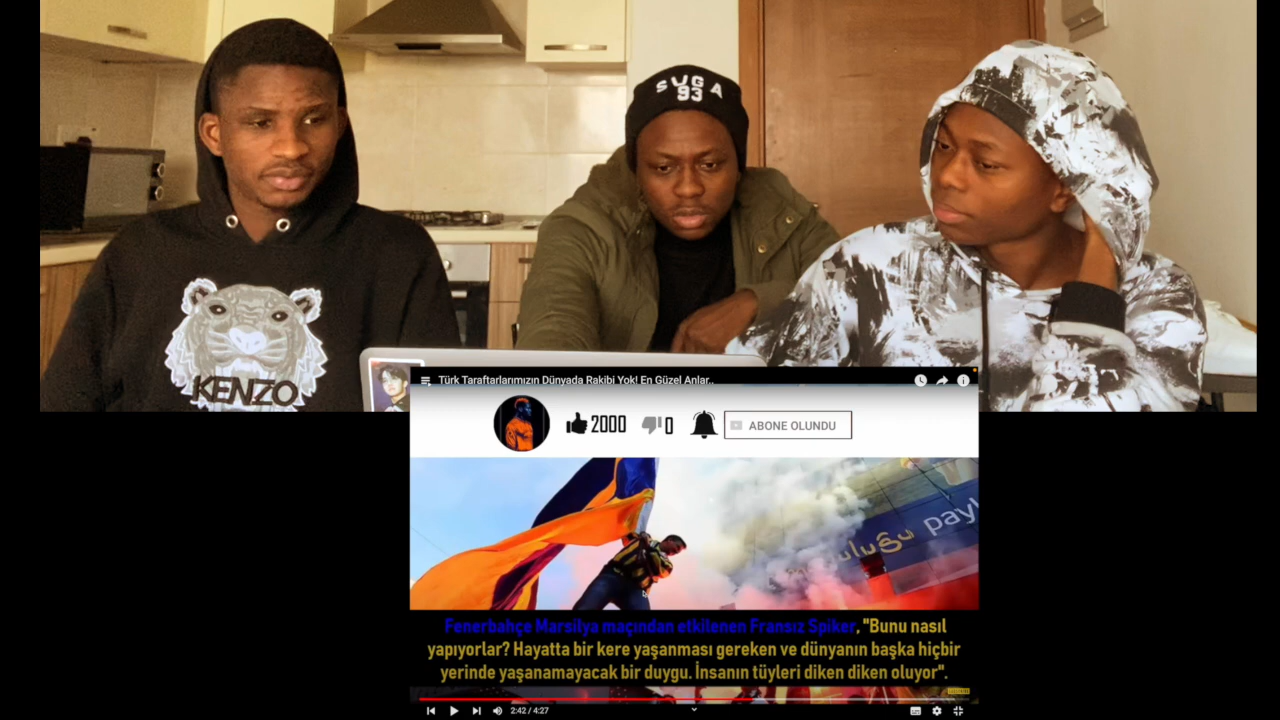 SUGA
93
KENZO
Türk Taraftarlarımızın Dünyada Rakibi Yok! En Güzel Anlar..
2000
0
ABONE OLUNDU
uluğu payl
Fenerbahçe Marsilya maçından etkilenen Fransız Spiker, "Bunu nasıl
yapıyorlar? Hayatta bir kere yaşanması gereken ve dünyanın başka hiçbir
yerinde yaşanamayacak bir duygu. İnsanın tüyleri diken diken oluyor".
2:42 / 4:27